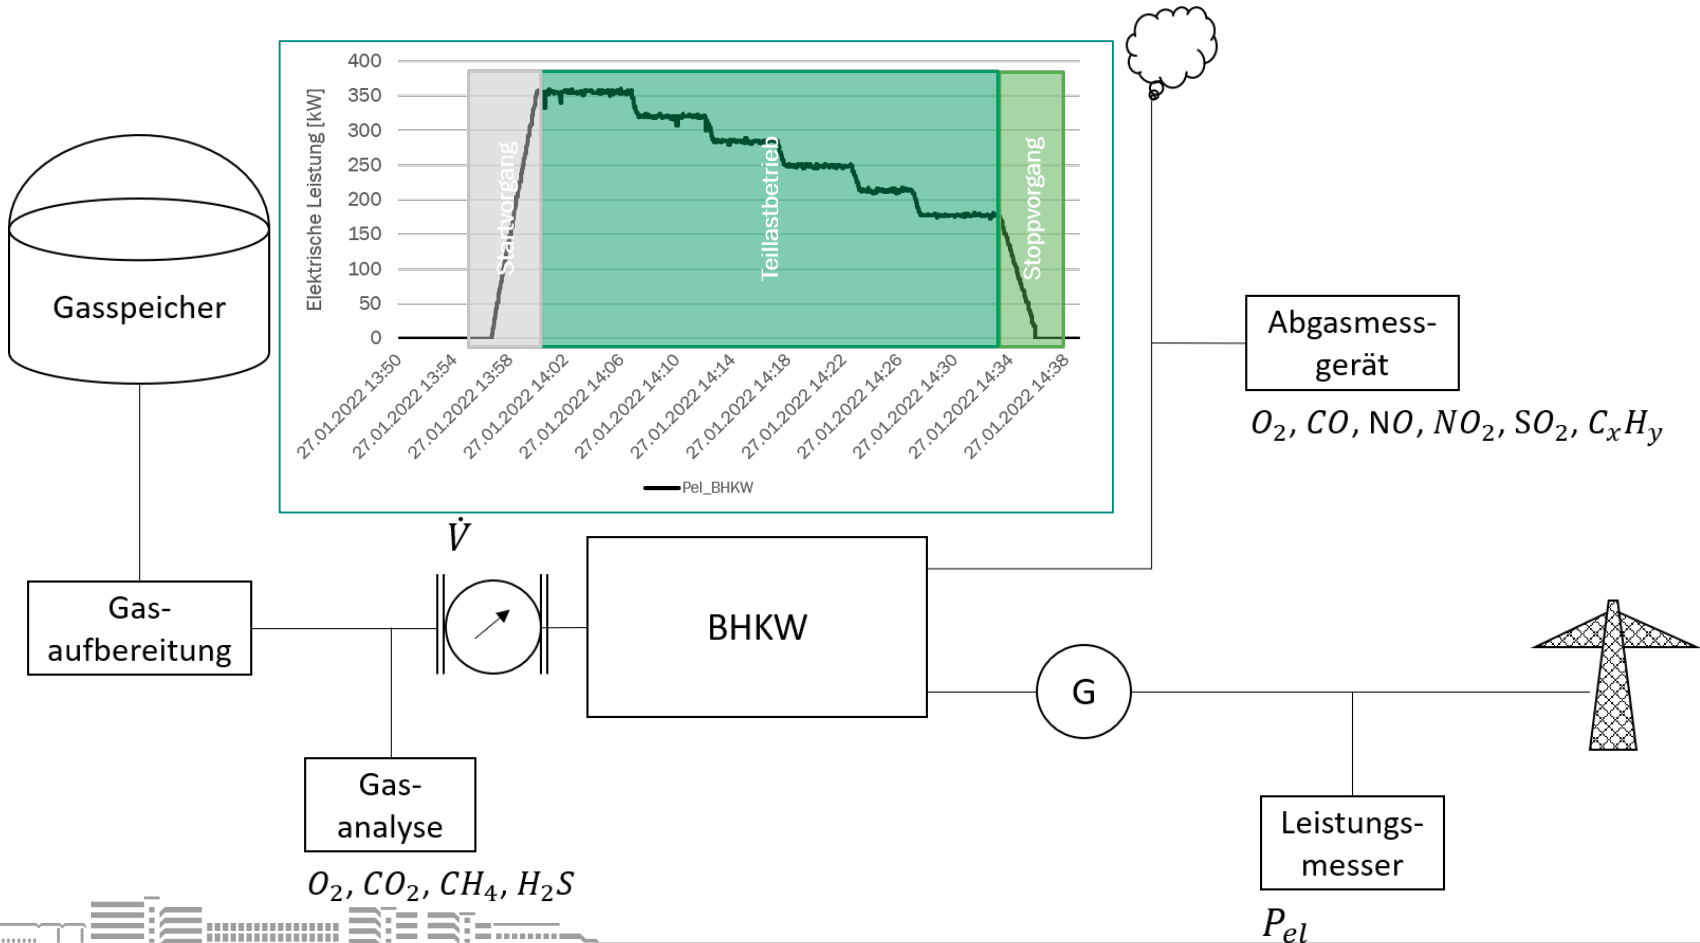 400
350
300
250
200
150
100
50
0
Elektrische Leistung [kW]
Startvorgang
Teillastbetrieb
Stoppvorgang
27.01.2022 13:50
27.01.2022 13:54
27.01.2022 13:58
27.01.2022 14:02
27.01.2022 14:06
27.01.2022 14:10
27.01.2022 14:14
27.01.2022 14:18
27.01.2022 14:22
27.01.2022 14:26
27.01.2022 14:30
27.01.2022 14:34
27.01.2022 14:38
Pel_BHKW
Gasspeicher
Abgasmess-
gerät
O₂, CO, NO, NO₂, SO₂, CₓH_y
V̇
Gas-
aufbereitung
BHKW
G
Gas-
analyse
O₂, CO₂, CH₄, H₂S
Leistungs-
messer
P_el